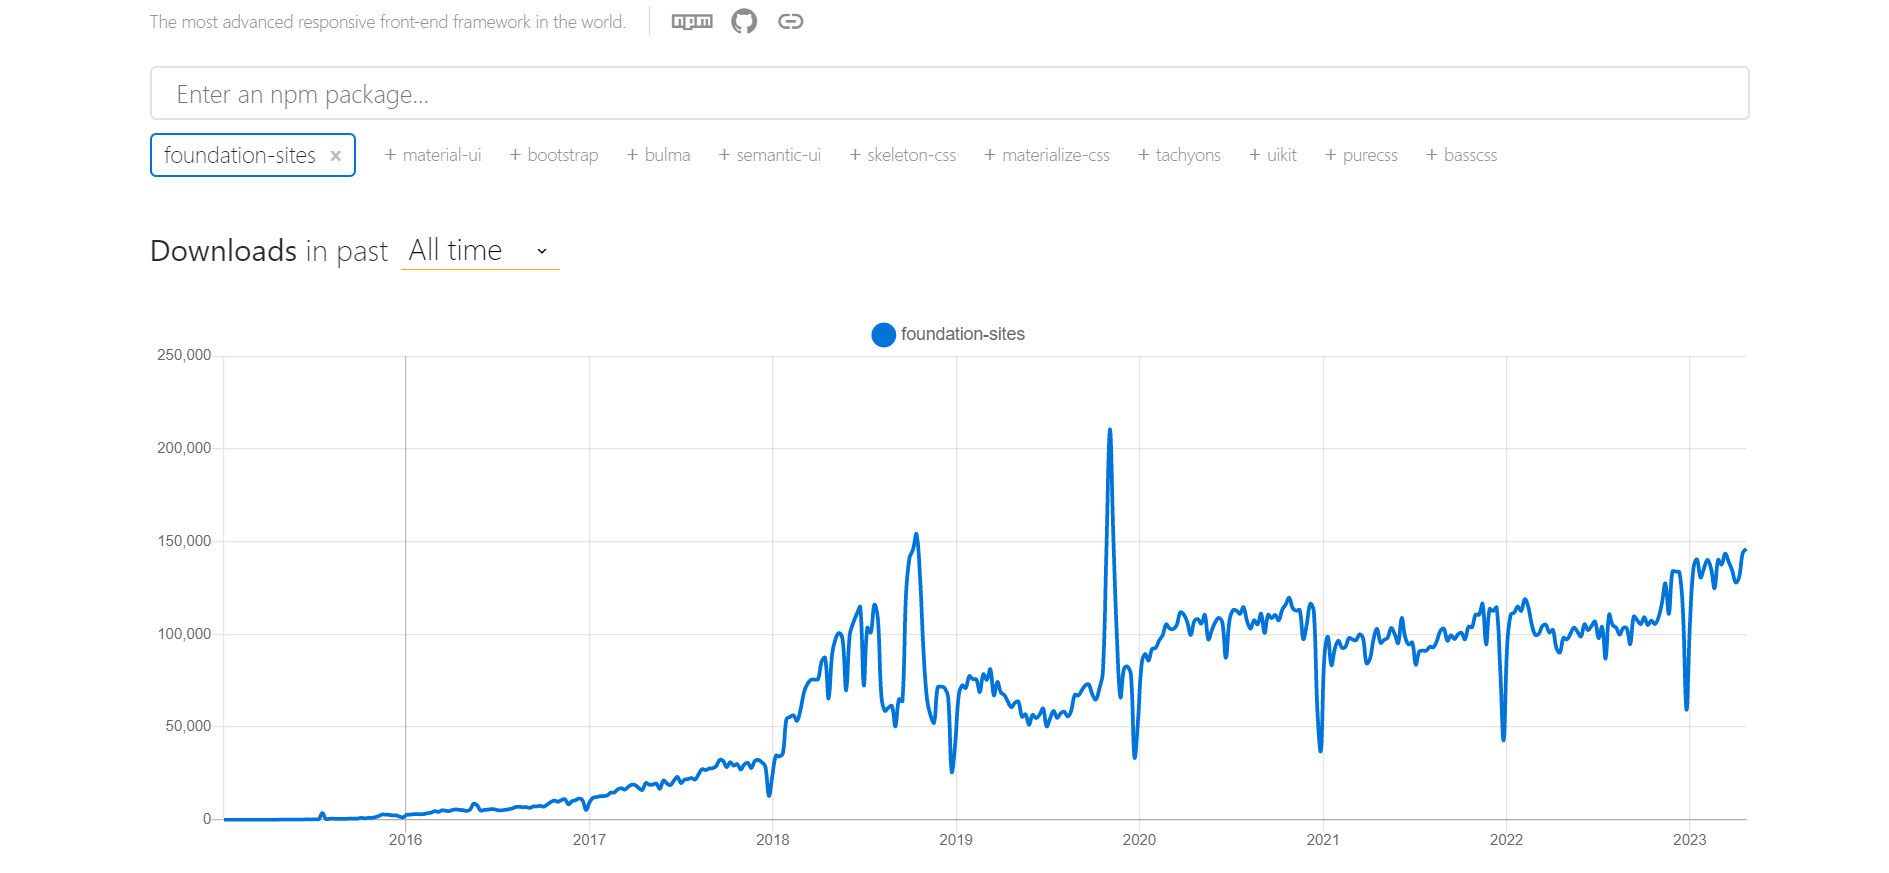 The most advanced responsive front-end framework in the world. npm
Enter an npm package...
foundation-sites x + material-ui + bootstrap + bulma + semantic-ui + skeleton-css + materialize-css + tachyons + uikit + purecss + basscss
Downloads in past All time
foundation-sites
250,000
200,000
150,000
100,000
50,000
0
2016 2017 2018 2019 2020 2021 2022 2023